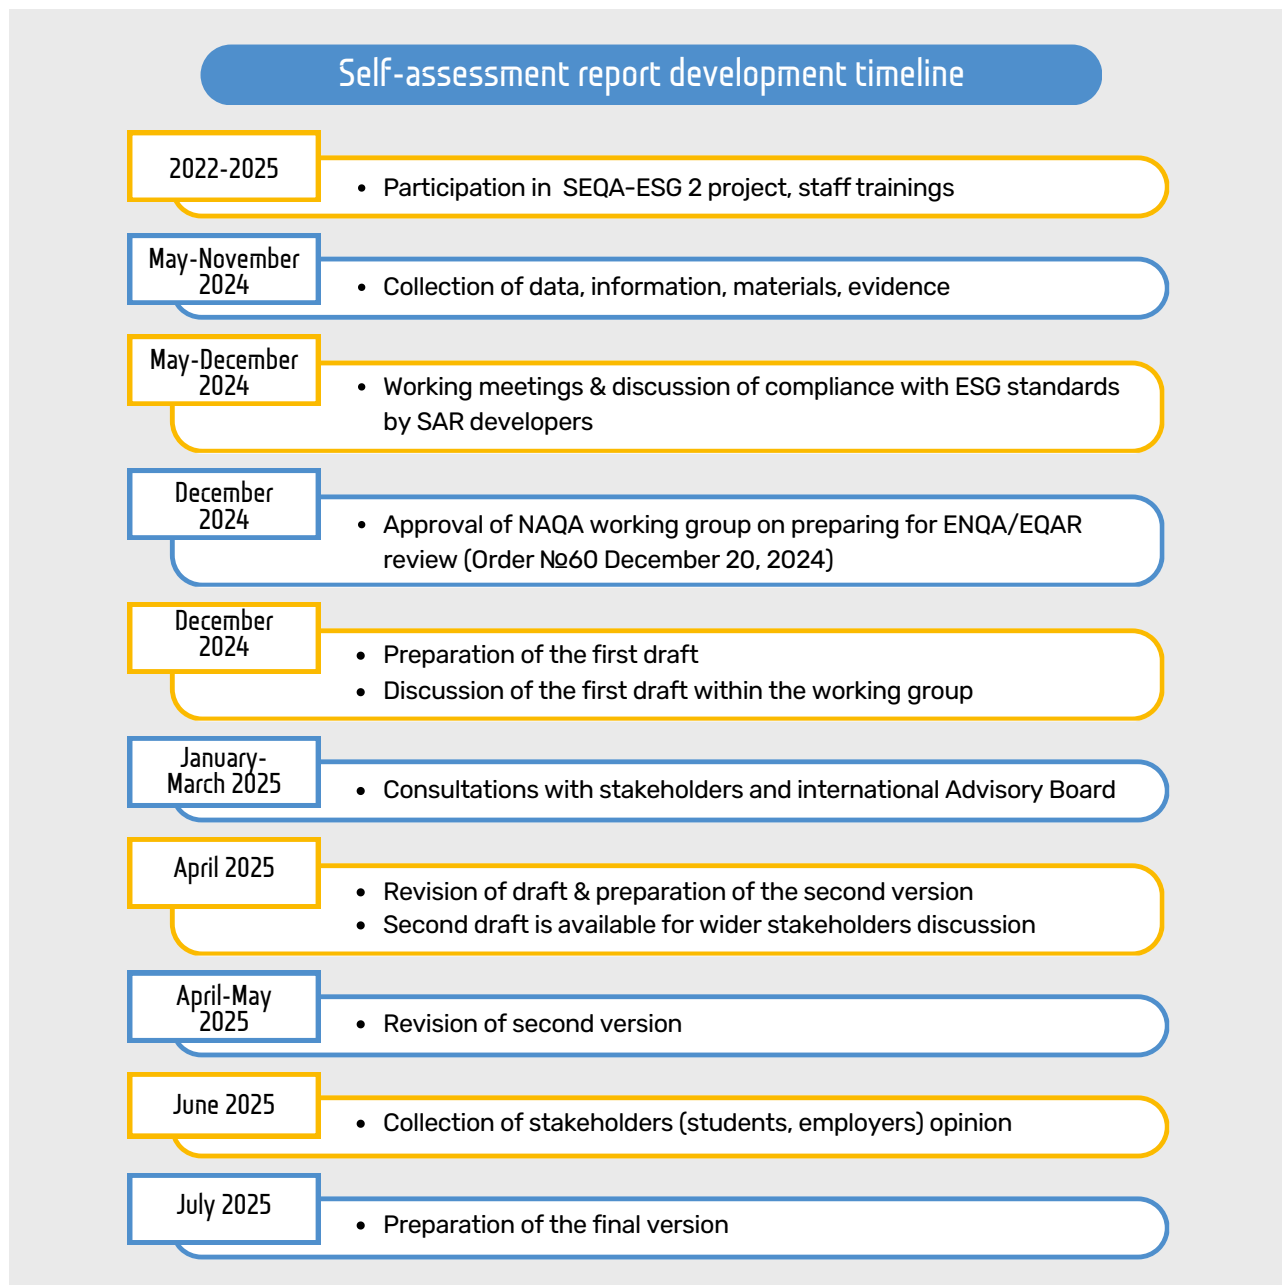 Self-assessment report development timeline
2022-2025
• Participation in SEQA-ESG 2 project, staff trainings
May-November
2024
• Collection of data, information, materials, evidence
May-December
2024
• Working meetings & discussion of compliance with ESG standards
by SAR developers
December
2024
• Approval of NAQA working group on preparing for ENQA/EQAR
review (Order №60 December 20, 2024)
December
2024
• Preparation of the first draft
• Discussion of the first draft within the working group
January-
March 2025
• Consultations with stakeholders and international Advisory Board
April 2025
• Revision of draft & preparation of the second version
• Second draft is available for wider stakeholders discussion
April-May
2025
• Revision of second version
June 2025
• Collection of stakeholders (students, employers) opinion
July 2025
• Preparation of the final version